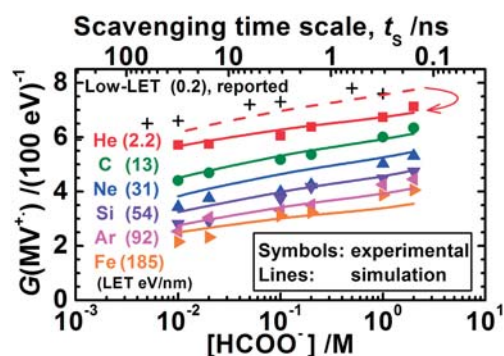 Scavenging time scale, t_S / ns
100 10 1 0.1
8
Low-LET (0.2), reported
6
4
2
0
G(MV⁺·) /(100 eV)⁻¹
He (2.2)
C (13)
Ne (31)
Si (54)
Ar (92)
Fe (185)
(LET eV/nm)
Symbols: experimental
Lines: simulation
10⁻³ 10⁻² 10⁻¹ 10⁰ 10¹
[HCOO⁻] /M